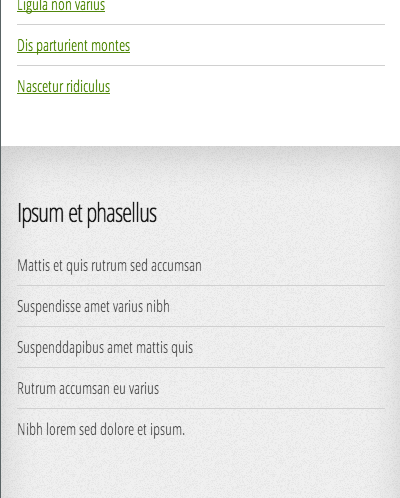 Ligula non varius
Dis parturient montes
Nascetur ridiculus
Ipsum et phasellus
Mattis et quis rutrum sed accumsan
Suspendisse amet varius nibh
Suspenddapibus amet mattis quis
Rutrum accumsan eu varius
Nibh lorem sed dolore et ipsum.